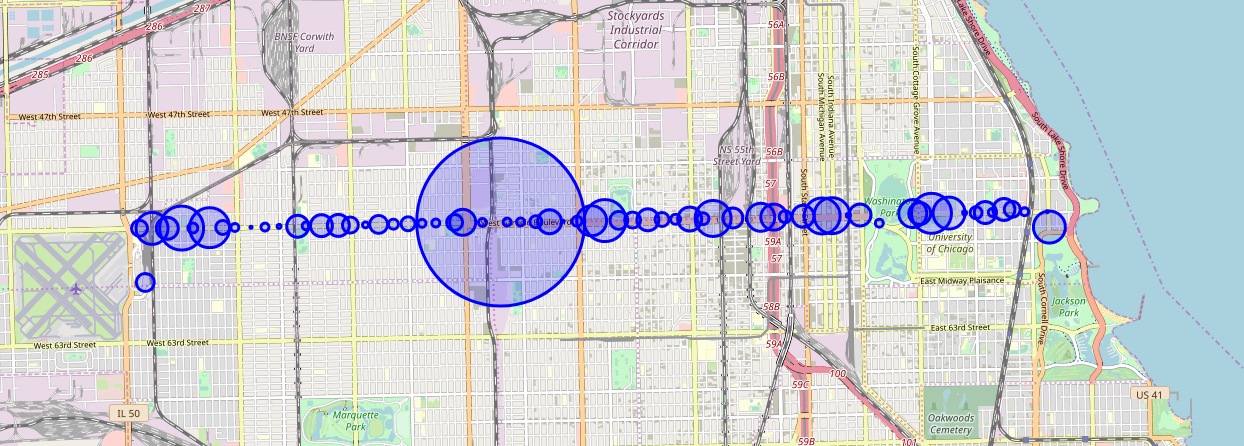 287
286
286
285
BNSF Corwith
Yard
Stockyards
Industrial
Corridor
56A
Lake Shore Drive
56B
West 47th Street
West 47th Street
West 47th Street
South Indiana Avenue
South Michigan Avenue
South Cottage Grove Avenue
South Lake Shore Drive
NS 55th
Street Yard
56B
57
South State Street
59A
57
University
of Chicago
East Midway Plaisance
58B
Jackson
Park
South Cornell Drive
East 63rd Street
West 63rd Street
West 63rd Street
59A
100
59C
IL 50
US 41
Marquette
Park
Oakwoods
Cemetery
59B
101